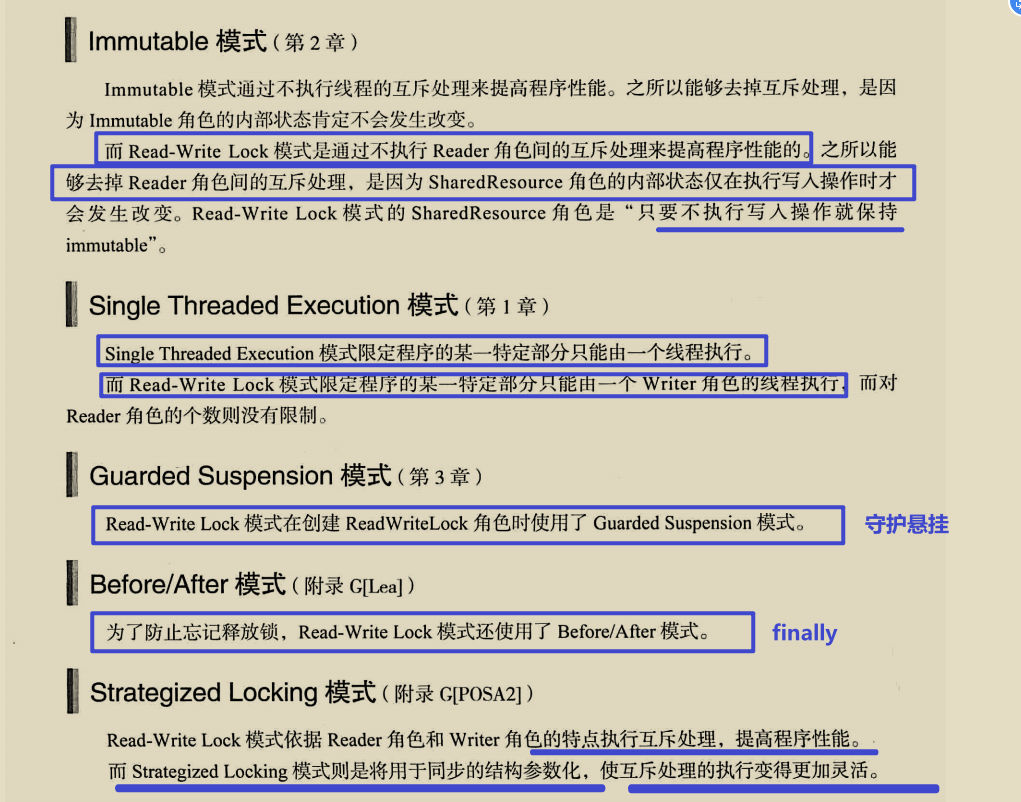 Immutable 模式（第 2 章）
Immutable 模式通过不执行线程的互斥处理来提高程序性能。之所以能够去掉互斥处理，是因
为 Immutable 角色的内部状态肯定不会发生改变。
而 Read-Write Lock 模式是通过不执行 Reader 角色间的互斥处理来提高程序性能的。之所以能
够去掉 Reader 角色间的互斥处理，是因为 SharedResource 角色的内部状态仅在执行写入操作时才
会发生改变。Read-Write Lock 模式的 SharedResource 角色是“只要不执行写入操作就保持
immutable”。
Single Threaded Execution 模式（第 1 章）
Single Threaded Execution 模式限定程序的某一特定部分只能由一个线程执行。
而 Read-Write Lock 模式限定程序的某一特定部分只能由一个 Writer 角色的线程执行，而对
Reader 角色的个数则没有限制。
Guarded Suspension 模式（第 3 章）
Read-Write Lock 模式在创建 ReadWriteLock 角色时使用了 Guarded Suspension 模式。
守护悬挂
Before/After 模式（附录 G[Lea]）
为了防止忘记释放锁，Read-Write Lock 模式还使用了 Before/After 模式。
finally
Strategized Locking 模式（附录 G[POSA2]）
Read-Write Lock 模式依据 Reader 角色和 Writer 角色的特点执行互斥处理，提高程序性能。
而 Strategized Locking 模式则是将用于同步的结构参数化，使互斥处理的执行变得更加灵活。